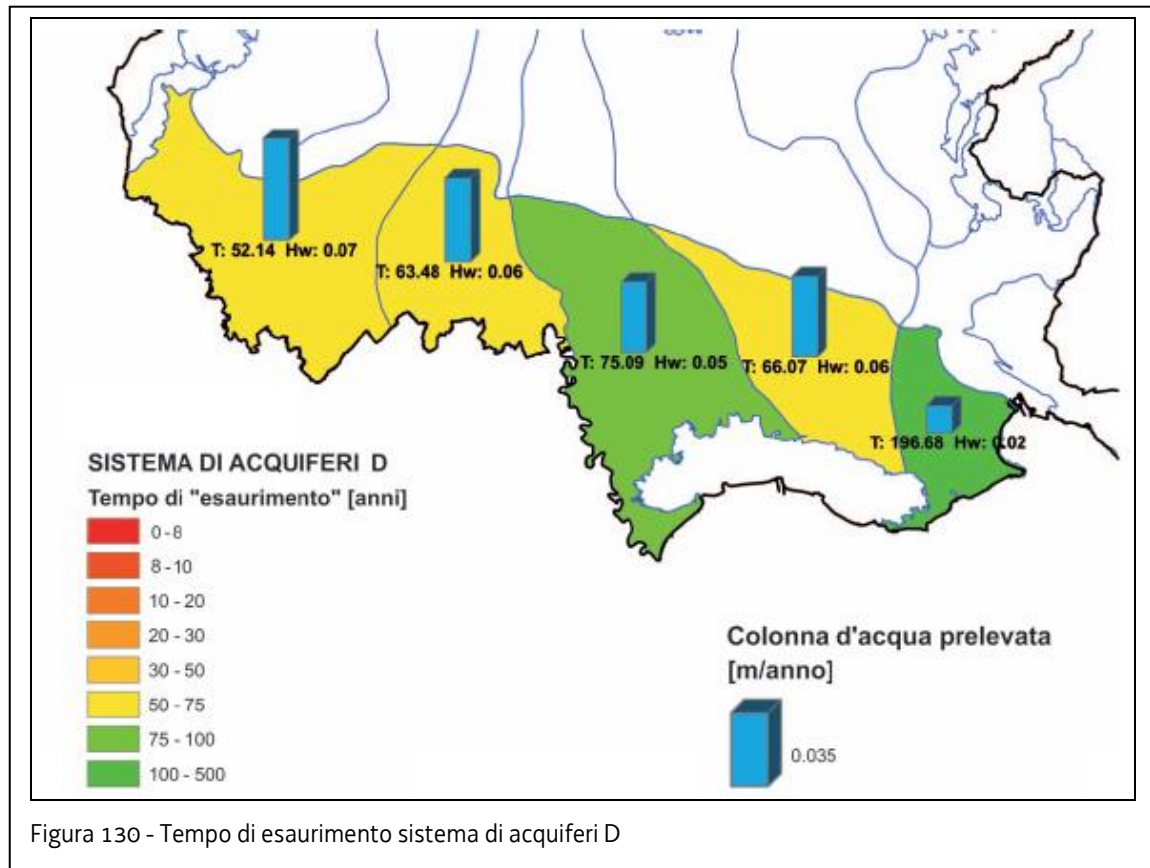 T: 52.14 Hw: 0.07
T: 63.48 Hw: 0.06
T: 75.09 Hw: 0.05
T: 66.07 Hw: 0.06
T: 196.68 Hw: 0.02
SISTEMA DI ACQUIFERI D
Tempo di "esaurimento" [anni]
0 - 8
8 - 10
10 - 20
20 - 30
30 - 50
50 - 75
75 - 100
100 - 500
Colonna d'acqua prelevata
[m/anno]
0.035
Figura 130 - Tempo di esaurimento sistema di acquiferi D